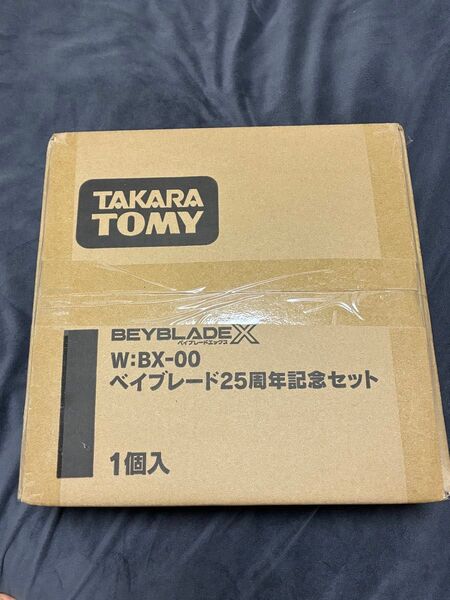 TAKARA
TOMY
BEYBLADE X
ベイブレードエックス
W:BX-00
ベイブレード25周年記念セット
1個入